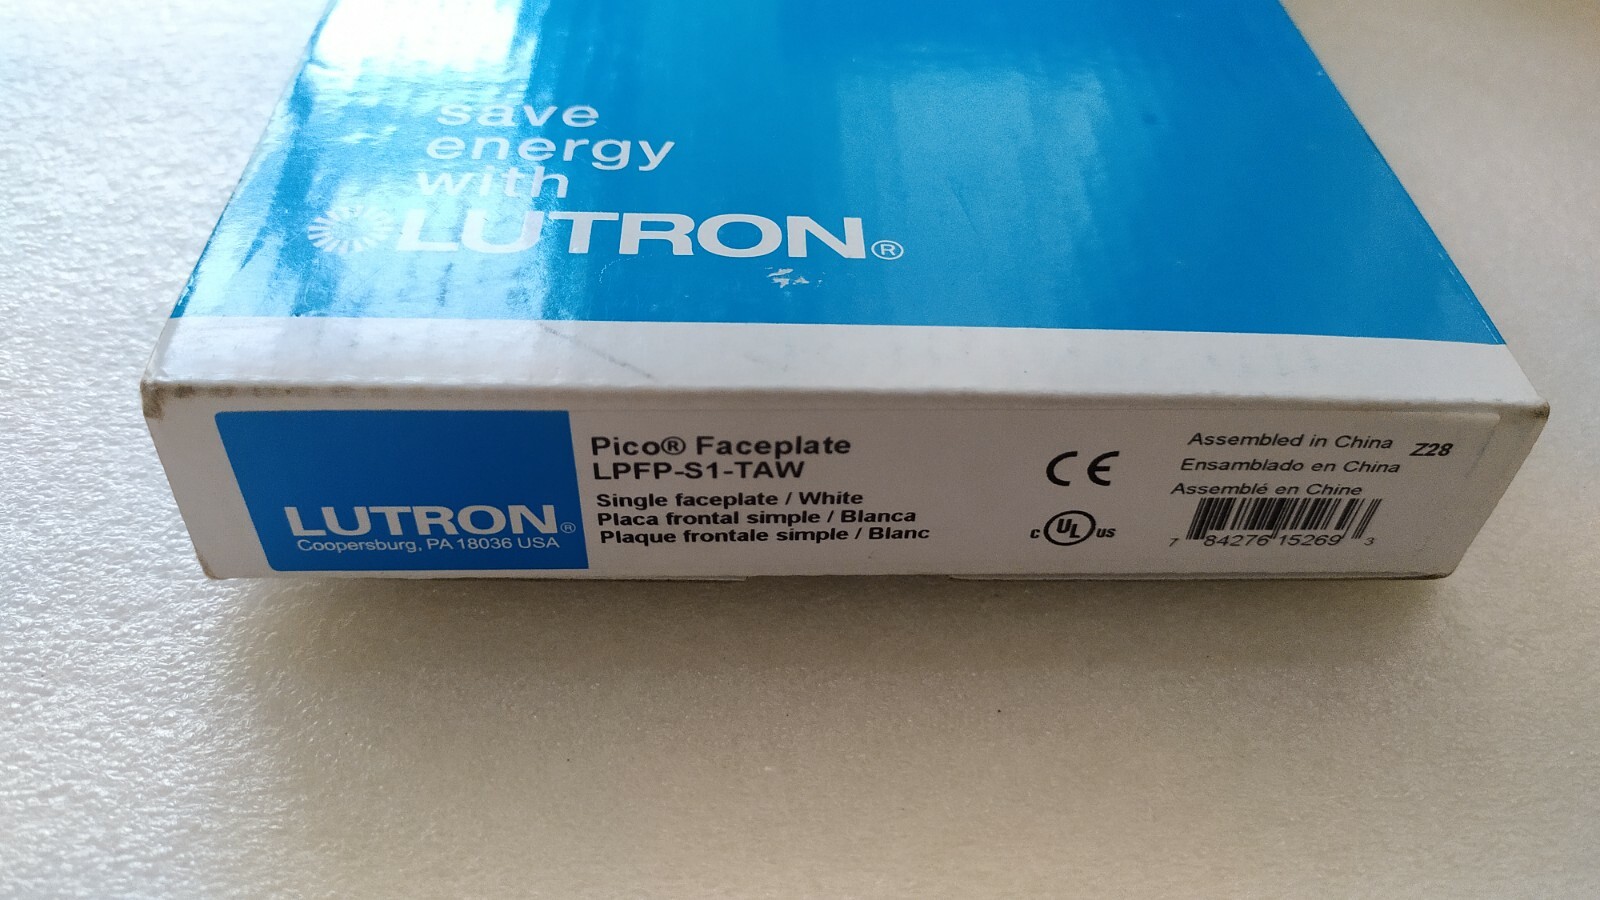 save
energy
with
LUTRON®
LUTRON®
Coopersburg, PA 18036 USA
Pico® Faceplate
LPFP-S1-TAW
Single faceplate / White
Placa frontal simple / Blanca
Plaque frontale simple / Blanc
CE
c UL us
Assembled in China Z28
Ensamblado en China
Assemblé en Chine
7 84276 15269 3